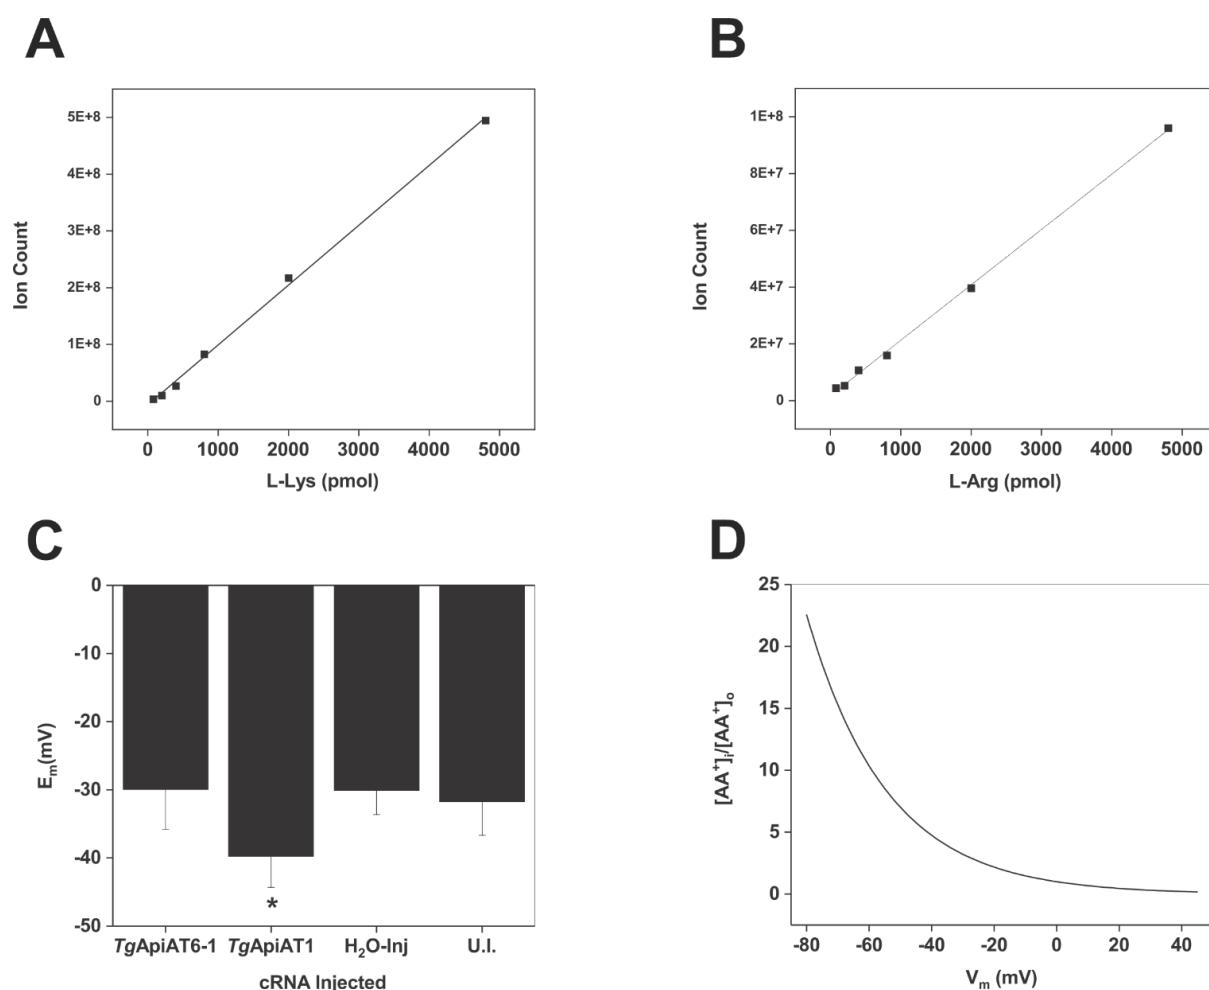 A
B
5E+8
4E+8
3E+8
2E+8
1E+8
0
Ion Count
0 1000 2000 3000 4000 5000
L-Lys (pmol)
1E+8
8E+7
6E+7
4E+7
2E+7
0
Ion Count
0 1000 2000 3000 4000 5000
L-Arg (pmol)
C
D
0
-10
-20
-30
-40
-50
Em(mV)
*
TgApiAT6-1 TgApiAT1 H₂O-Inj U.I.
cRNA Injected
25
20
15
10
5
0
[AA⁺]i/[AA⁺]o
-80 -60 -40 -20 0 20 40
Vm (mV)